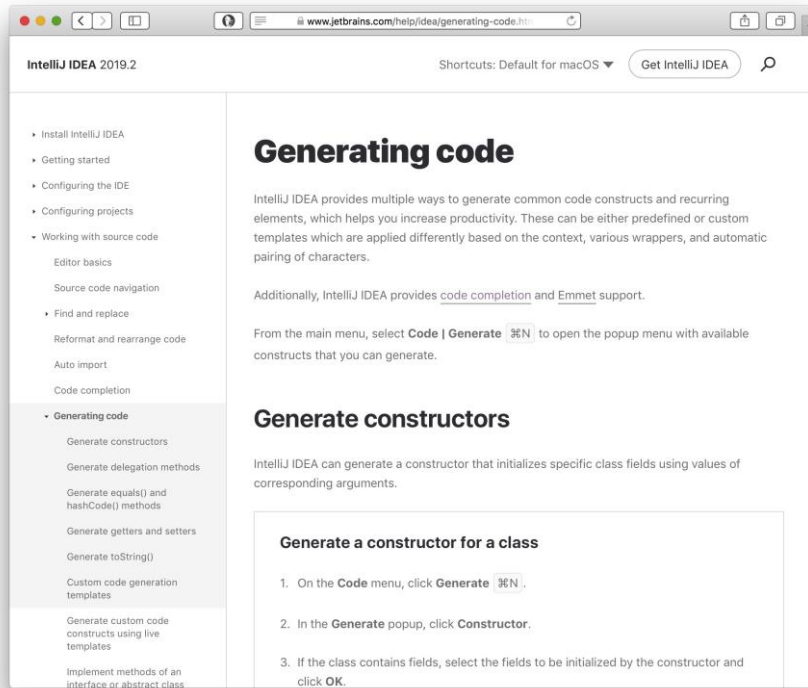 www.jetbrains.com/help/idea/generating-code.ht
IntelliJ IDEA 2019.2
Shortcuts: Default for macOS ▼
Get IntelliJ IDEA
Install IntelliJ IDEA
Getting started
Configuring the IDE
Configuring projects
Working with source code
Editor basics
Source code navigation
Find and replace
Reformat and rearrange code
Auto import
Code completion
Generating code
Generate constructors
Generate delegation methods
Generate equals() and
hashCode() methods
Generate getters and setters
Generate toString()
Custom code generation
templates
Generate custom code
constructs using live
templates
Implement methods of an
interface or abstract class
Generating code
IntelliJ IDEA provides multiple ways to generate common code constructs and recurring
elements, which helps you increase productivity. These can be either predefined or custom
templates which are applied differently based on the context, various wrappers, and automatic
pairing of characters.
Additionally, IntelliJ IDEA provides code completion and Emmet support.
From the main menu, select Code | Generate ⌘N to open the popup menu with available
constructs that you can generate.
Generate constructors
IntelliJ IDEA can generate a constructor that initializes specific class fields using values of
corresponding arguments.
Generate a constructor for a class
1. On the Code menu, click Generate ⌘N.
2. In the Generate popup, click Constructor.
3. If the class contains fields, select the fields to be initialized by the constructor and
click OK.